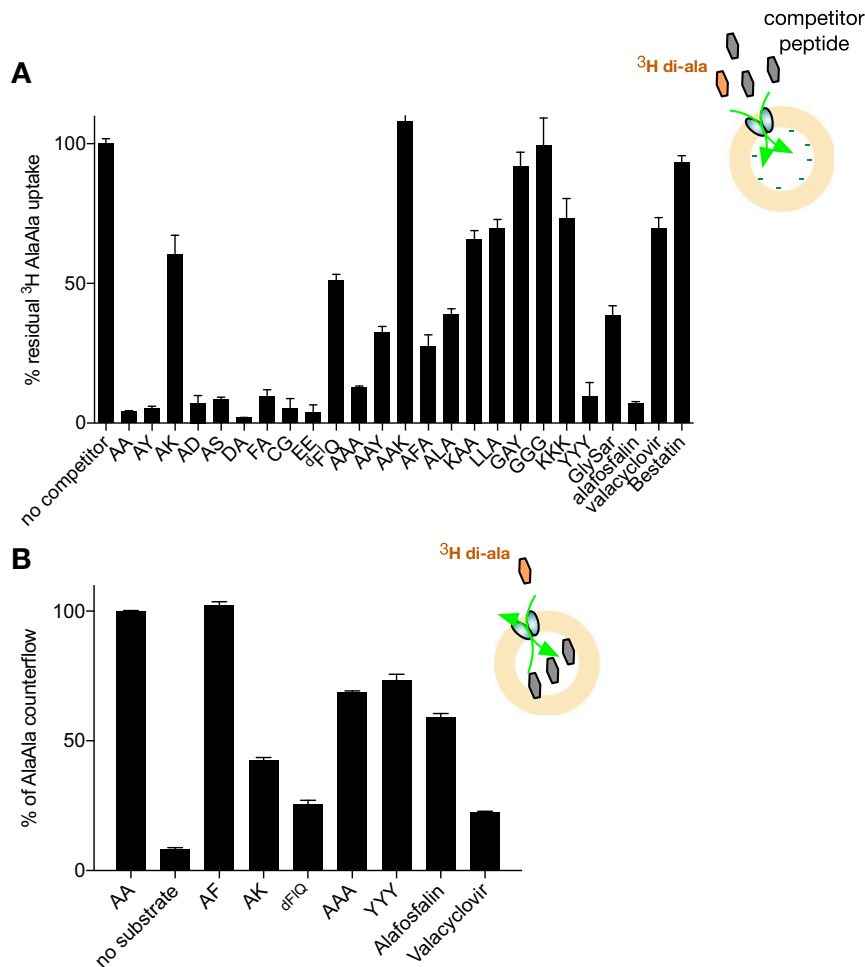 A
competitor
peptide
3H di-ala
% residual 3H AlaAla uptake
100
50
0
no competitor
AA
AY
AK
AD
AS
DA
FA
CG
EE
dFIQ
AAA
AAY
AAK
AFA
ALA
KAA
LLA
GAY
GGG
KKK
YYY
GlySar
alafosfalin
valacyclovir
Bestatin
B
3H di-ala
% of AlaAla counterflow
100
50
0
AA
no substrate
AF
AK
dFIQ
AAA
YYY
Alafosfalin
Valacyclovir